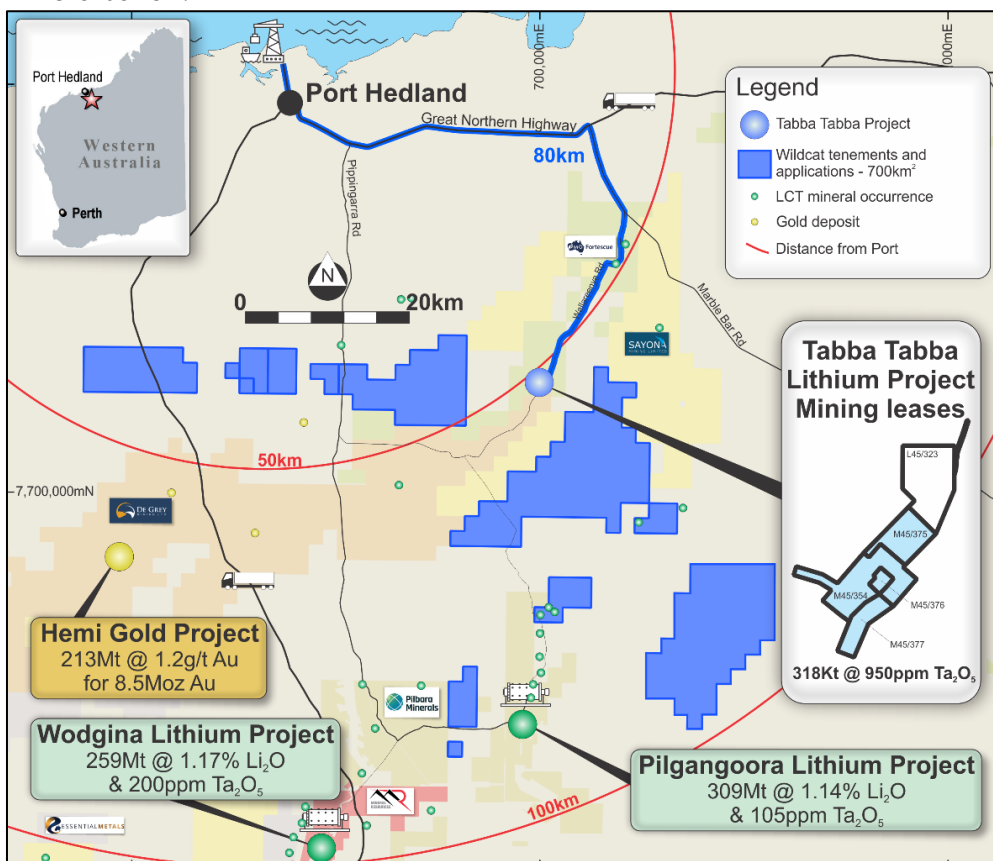 Port Hedland
Western
Australia
Perth
Port Hedland
Great Northern Highway
80km
Pippingarra Rd
700,000mE
Legend
Tabba Tabba Project
Wildcat tenements and
applications - 700km²
LCT mineral occurrence
Gold deposit
Distance from Port
N
0 20km
Fortescue
Wallareenya Rd
Marble Bar Rd
SAYONA
50km
7,700,000mN
DE GREY
Tabba Tabba
Lithium Project
Mining leases
L45/323
M45/375
M45/354
M45/376
M45/377
318Kt @ 950ppm Ta₂O₅
Hemi Gold Project
213Mt @ 1.2g/t Au
for 8.5Moz Au
Pilbara
Minerals
Wodgina Lithium Project
259Mt @ 1.17% Li₂O
& 200ppm Ta₂O₅
Pilgangoora Lithium Project
309Mt @ 1.14% Li₂O
& 105ppm Ta₂O₅
100km
ESSENTIALMETALS